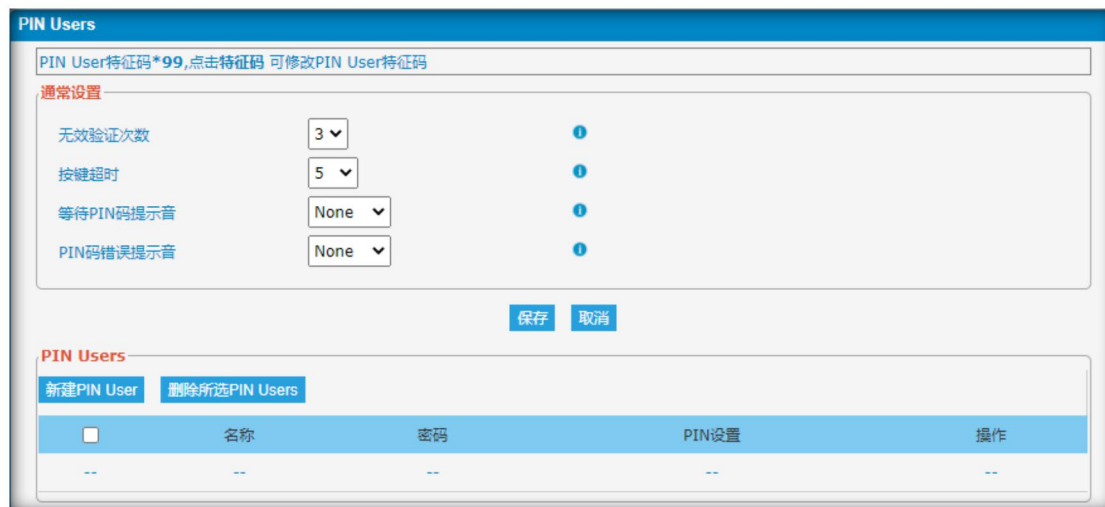 PIN Users
PIN User特征码*99,点击特征码 可修改PIN User特征码
通常设置
无效验证次数 3
按键超时 5
等待PIN码提示音 None
PIN码错误提示音 None
保存 取消
PIN Users
新建PIN User 删除所选PIN Users
名称 密码 PIN设置 操作
-- -- -- -- --